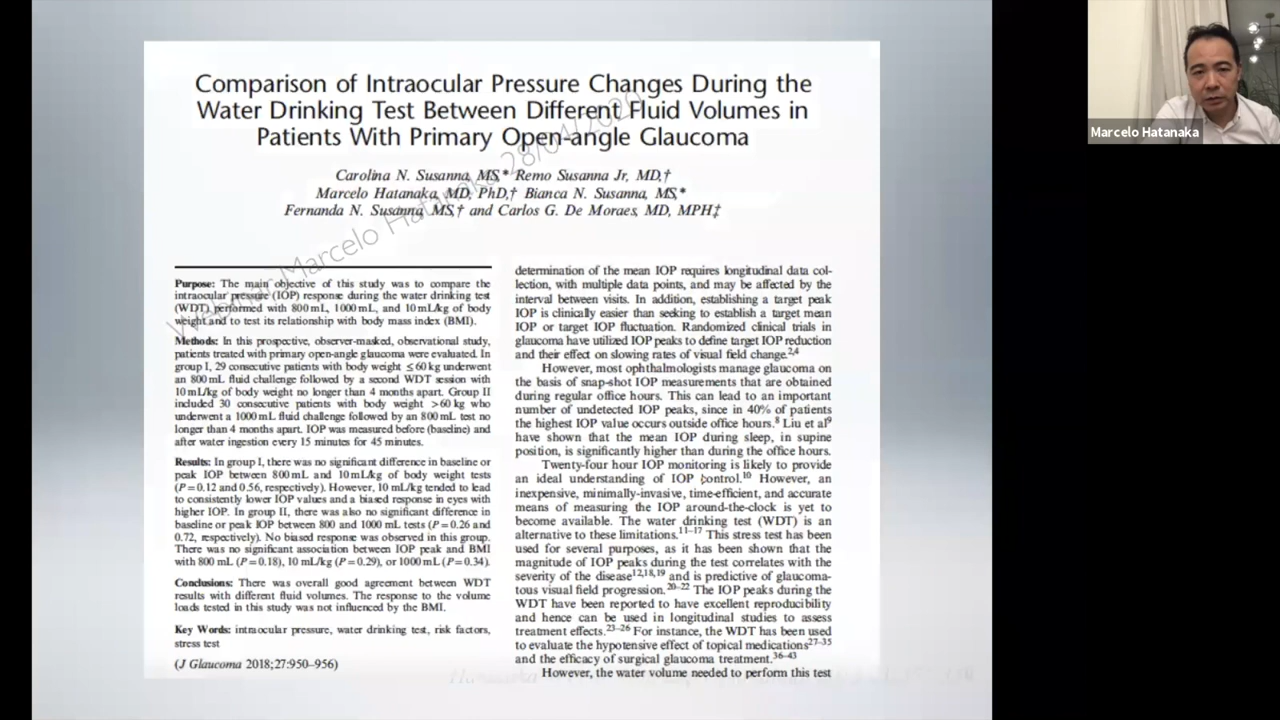 Comparison of Intraocular Pressure Changes During the
Water Drinking Test Between Different Fluid Volumes in
Patients With Primary Open-angle Glaucoma
Carolina N. Susanna, MS,* Remo Susanna Jr, MD,†
Marcelo Hatanaka, MD, PhD,† Bianca N. Susanna, MS,*
Fernanda N. Susanna, MS,† and Carlos G. De Moraes, MD, MPH‡
Marcelo Hatanaka 28/04/2020
Purpose: The main objective of this study was to compare the
intraocular pressure (IOP) response during the water drinking test
(WDT) performed with 800 mL, 1000 mL, and 10 mL/kg of body
weight and to test its relationship with body mass index (BMI).
Methods: In this prospective, observer-masked, observational study,
patients treated with primary open-angle glaucoma were evaluated. In
group I, 29 consecutive patients with body weight ≤ 60 kg underwent
an 800 mL fluid challenge followed by a second WDT session with
10 mL/kg of body weight no longer than 4 months apart. Group II
included 30 consecutive patients with body weight > 60 kg who
underwent a 1000 mL fluid challenge followed by an 800 mL test no
longer than 4 months apart. IOP was measured before (baseline) and
after water ingestion every 15 minutes for 45 minutes.
Results: In group I, there was no significant difference in baseline or
peak IOP between 800 mL and 10 mL/kg of body weight tests
(P = 0.12 and 0.56, respectively). However, 10 mL/kg tended to lead
to consistently lower IOP values and a biased response in eyes with
higher IOP. In group II, there was also no significant difference in
baseline or peak IOP between 800 and 1000 mL tests (P = 0.26 and
0.72, respectively). No biased response was observed in this group.
There was no significant association between IOP peak and BMI
with 800 mL (P = 0.18), 10 mL/kg (P = 0.29), or 1000 mL (P = 0.34).
Conclusions: There was overall good agreement between WDT
results with different fluid volumes. The response to the volume
loads tested in this study was not influenced by the BMI.
Key Words: intraocular pressure, water drinking test, risk factors,
stress test
(J Glaucoma 2018;27:950–956)
determination of the mean IOP requires longitudinal data col-
lection, with multiple data points, and may be affected by the
interval between visits. In addition, establishing a target peak
IOP is clinically easier than seeking to establish a target mean
IOP or target IOP fluctuation. Randomized clinical trials in
glaucoma have utilized IOP peaks to define target IOP reduction
and their effect on slowing rates of visual field change.2,4
However, most ophthalmologists manage glaucoma on
the basis of snap-shot IOP measurements that are obtained
during regular office hours. This can lead to an important
number of undetected IOP peaks, since in 40% of patients
the highest IOP value occurs outside office hours.8 Liu et al9
have shown that the mean IOP during sleep, in supine
position, is significantly higher than during the office hours.
Twenty-four hour IOP monitoring is likely to provide
an ideal understanding of IOP control.10 However, an
inexpensive, minimally-invasive, time-efficient, and accurate
means of measuring the IOP around-the-clock is yet to
become available. The water drinking test (WDT) is an
alternative to these limitations.11–17 This stress test has been
used for several purposes, as it has been shown that the
magnitude of IOP peaks during the test correlates with the
severity of the disease12,18,19 and is predictive of glaucoma-
tous visual field progression.20–22 The IOP peaks during the
WDT have been reported to have excellent reproducibility
and hence can be used in longitudinal studies to assess
treatment effects.23–26 For instance, the WDT has been used
to evaluate the hypotensive effect of topical medications27–35
and the efficacy of surgical glaucoma treatment.36–43
However, the water volume needed to perform this test
Marcelo Hatanaka